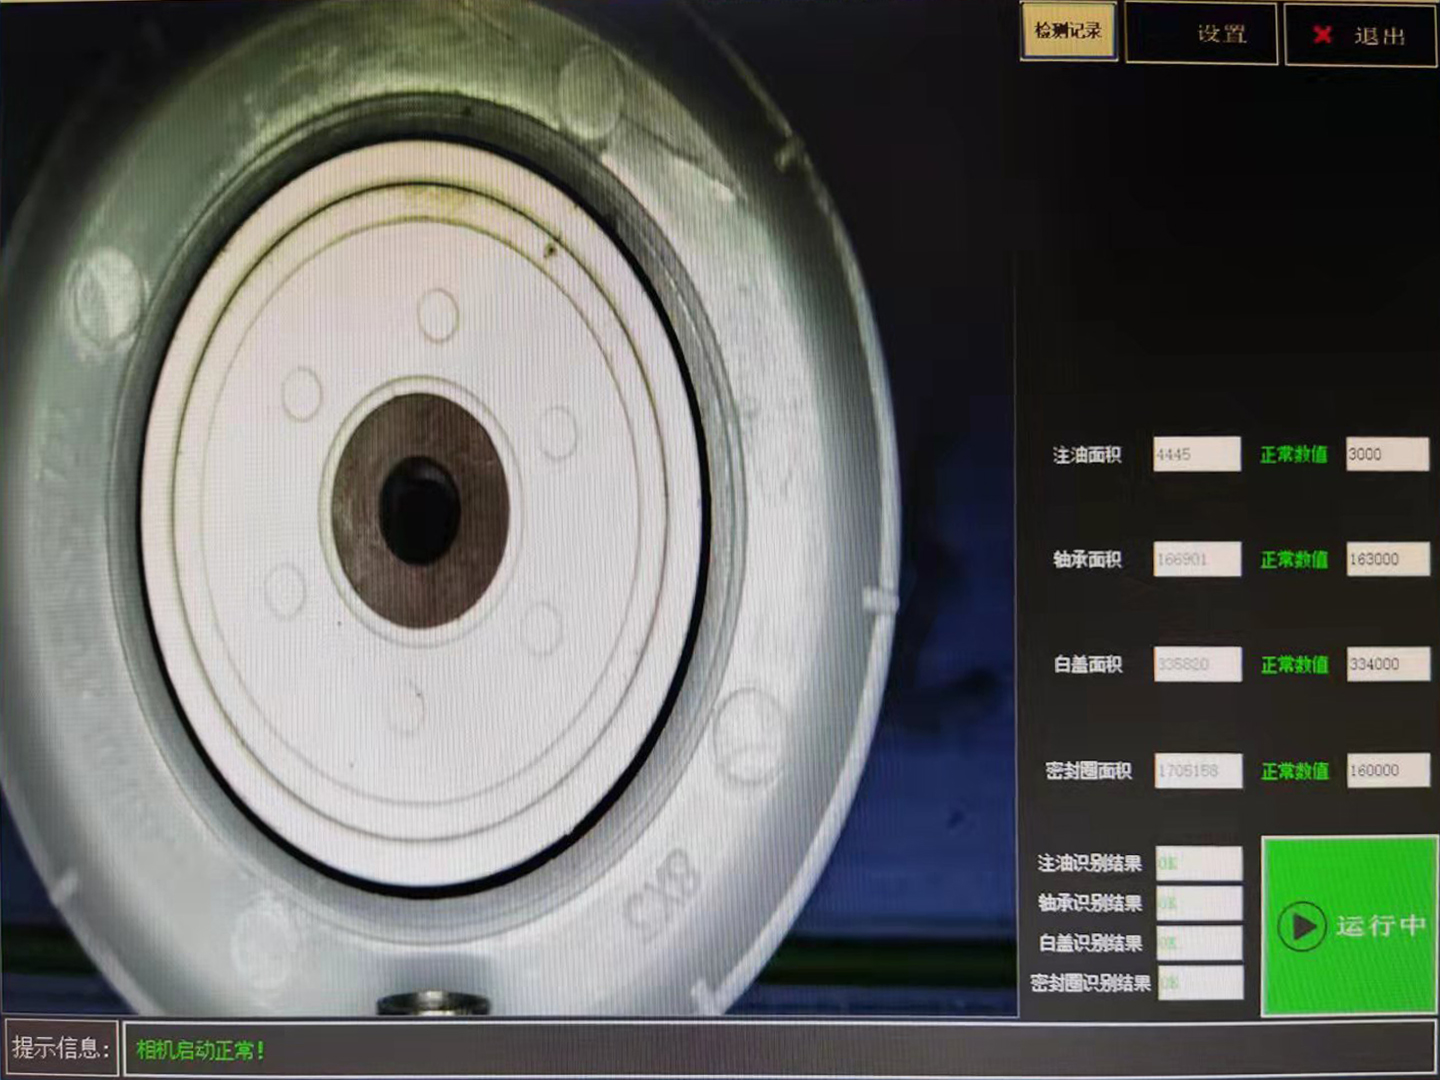 检测记录
设置
退出
注油面积 4445 正常数值 3000
轴承面积 166901 正常数值 163000
白盖面积 335820 正常数值 334000
密封圈面积 1705158 正常数值 160000
注油识别结果 OK
轴承识别结果 OK
白盖识别结果 OK
密封圈识别结果 OK
运行中
提示信息: 相机启动正常!